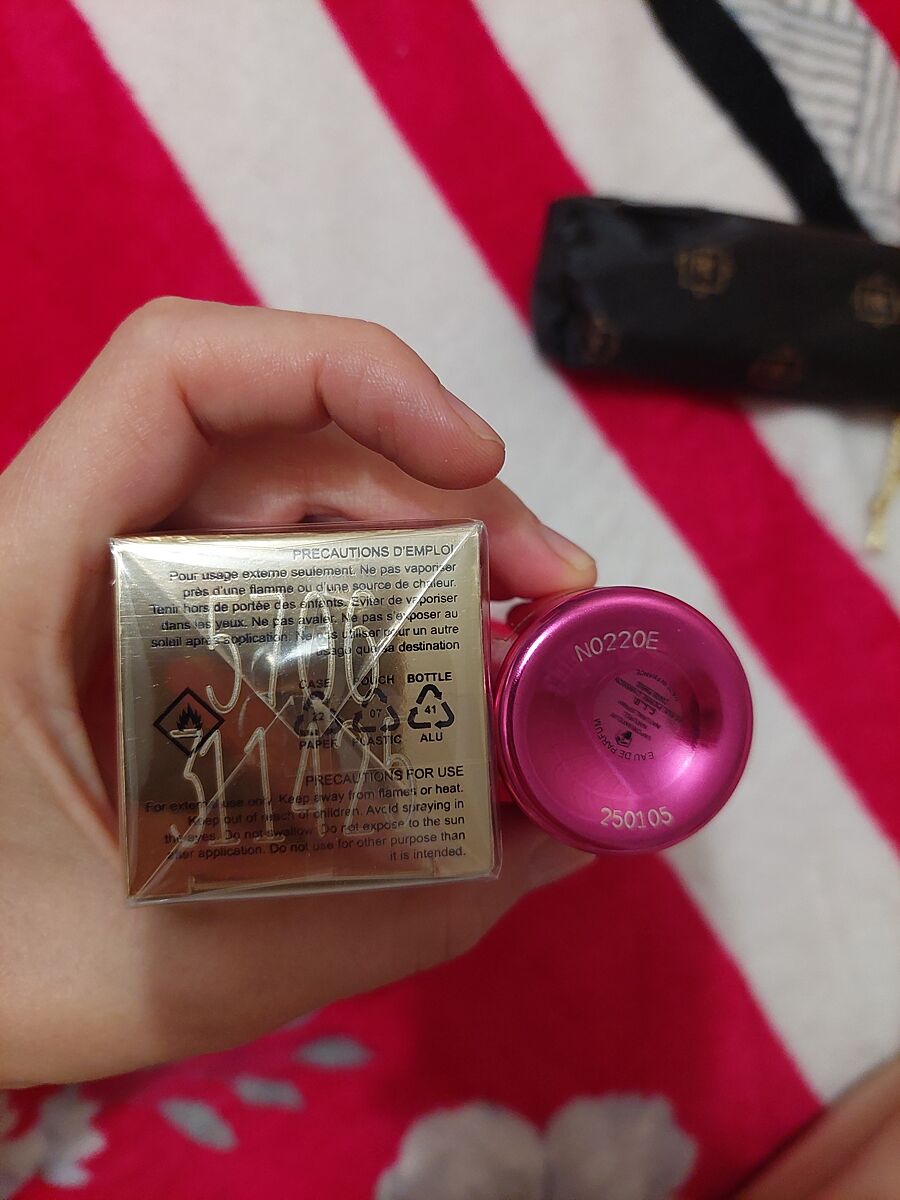 PRECAUTIONS D'EMPLOI
Pour usage externe seulement. Ne pas vaporiser
près d'une flamme ou d'une source de chaleur.
Tenir hors de portée des enfants. Eviter de vaporiser
dans les yeux. Ne pas avaler. Ne pas s'exposer au
soleil après application. Ne pas utiliser pour un autre
usage que sa destination
CASE POUCH BOTTLE
22 07 41
PAPER PLASTIC ALU
PRECAUTIONS FOR USE
For external use only. Keep away from flames or heat.
Keep out of reach of children. Avoid spraying in
the eyes. Do not swallow. Do not expose to the sun
after application. Do not use for other purpose than
it is intended.
N0220E
EAU DE PARFUM
250105